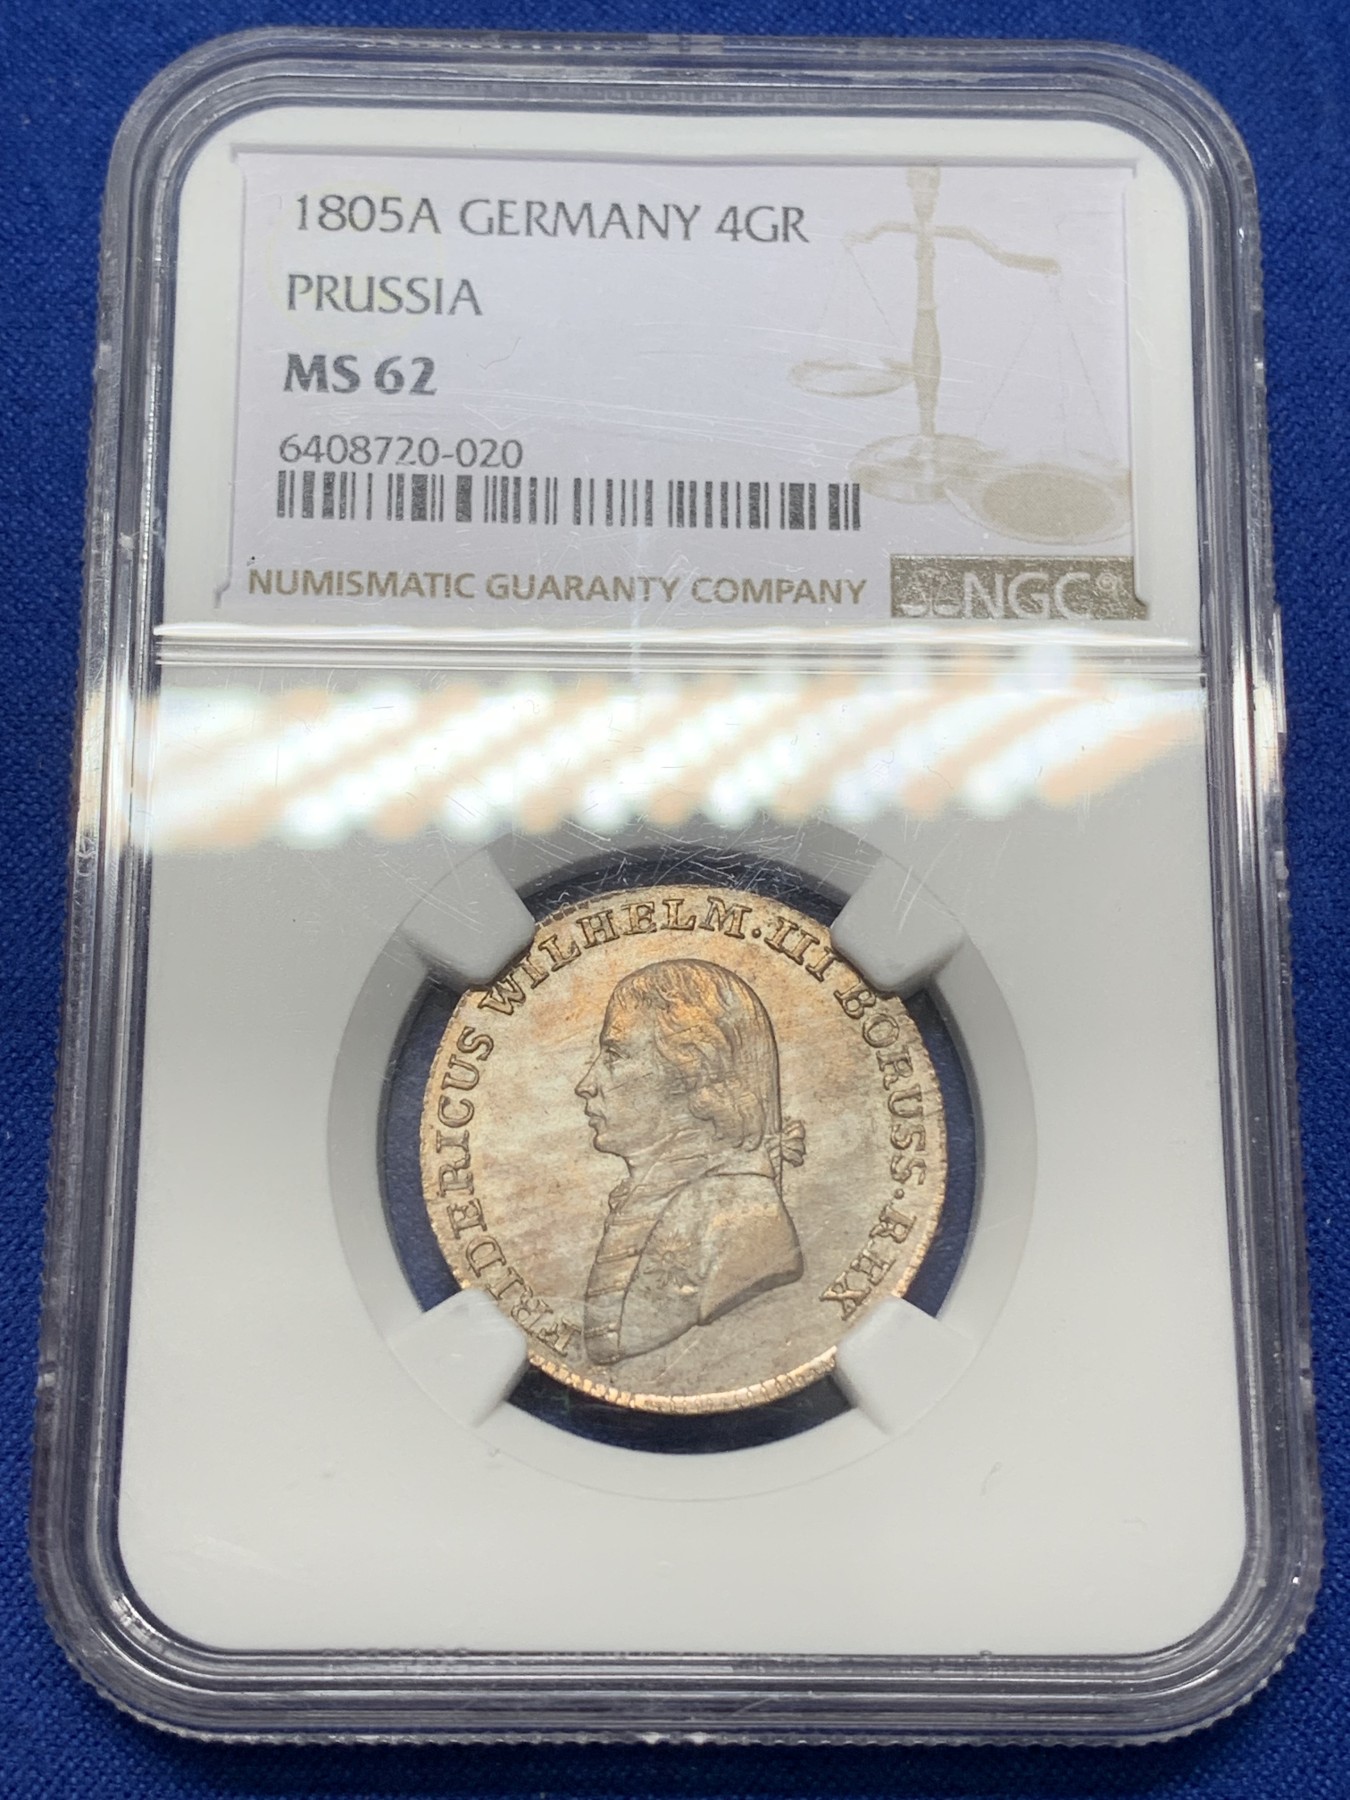 1805A GERMANY 4GR
PRUSSIA
MS 62
6408720-020
NUMISMATIC GUARANTY COMPANY NGC
FRIDERICUS WILHELM. III BORUSS. REX